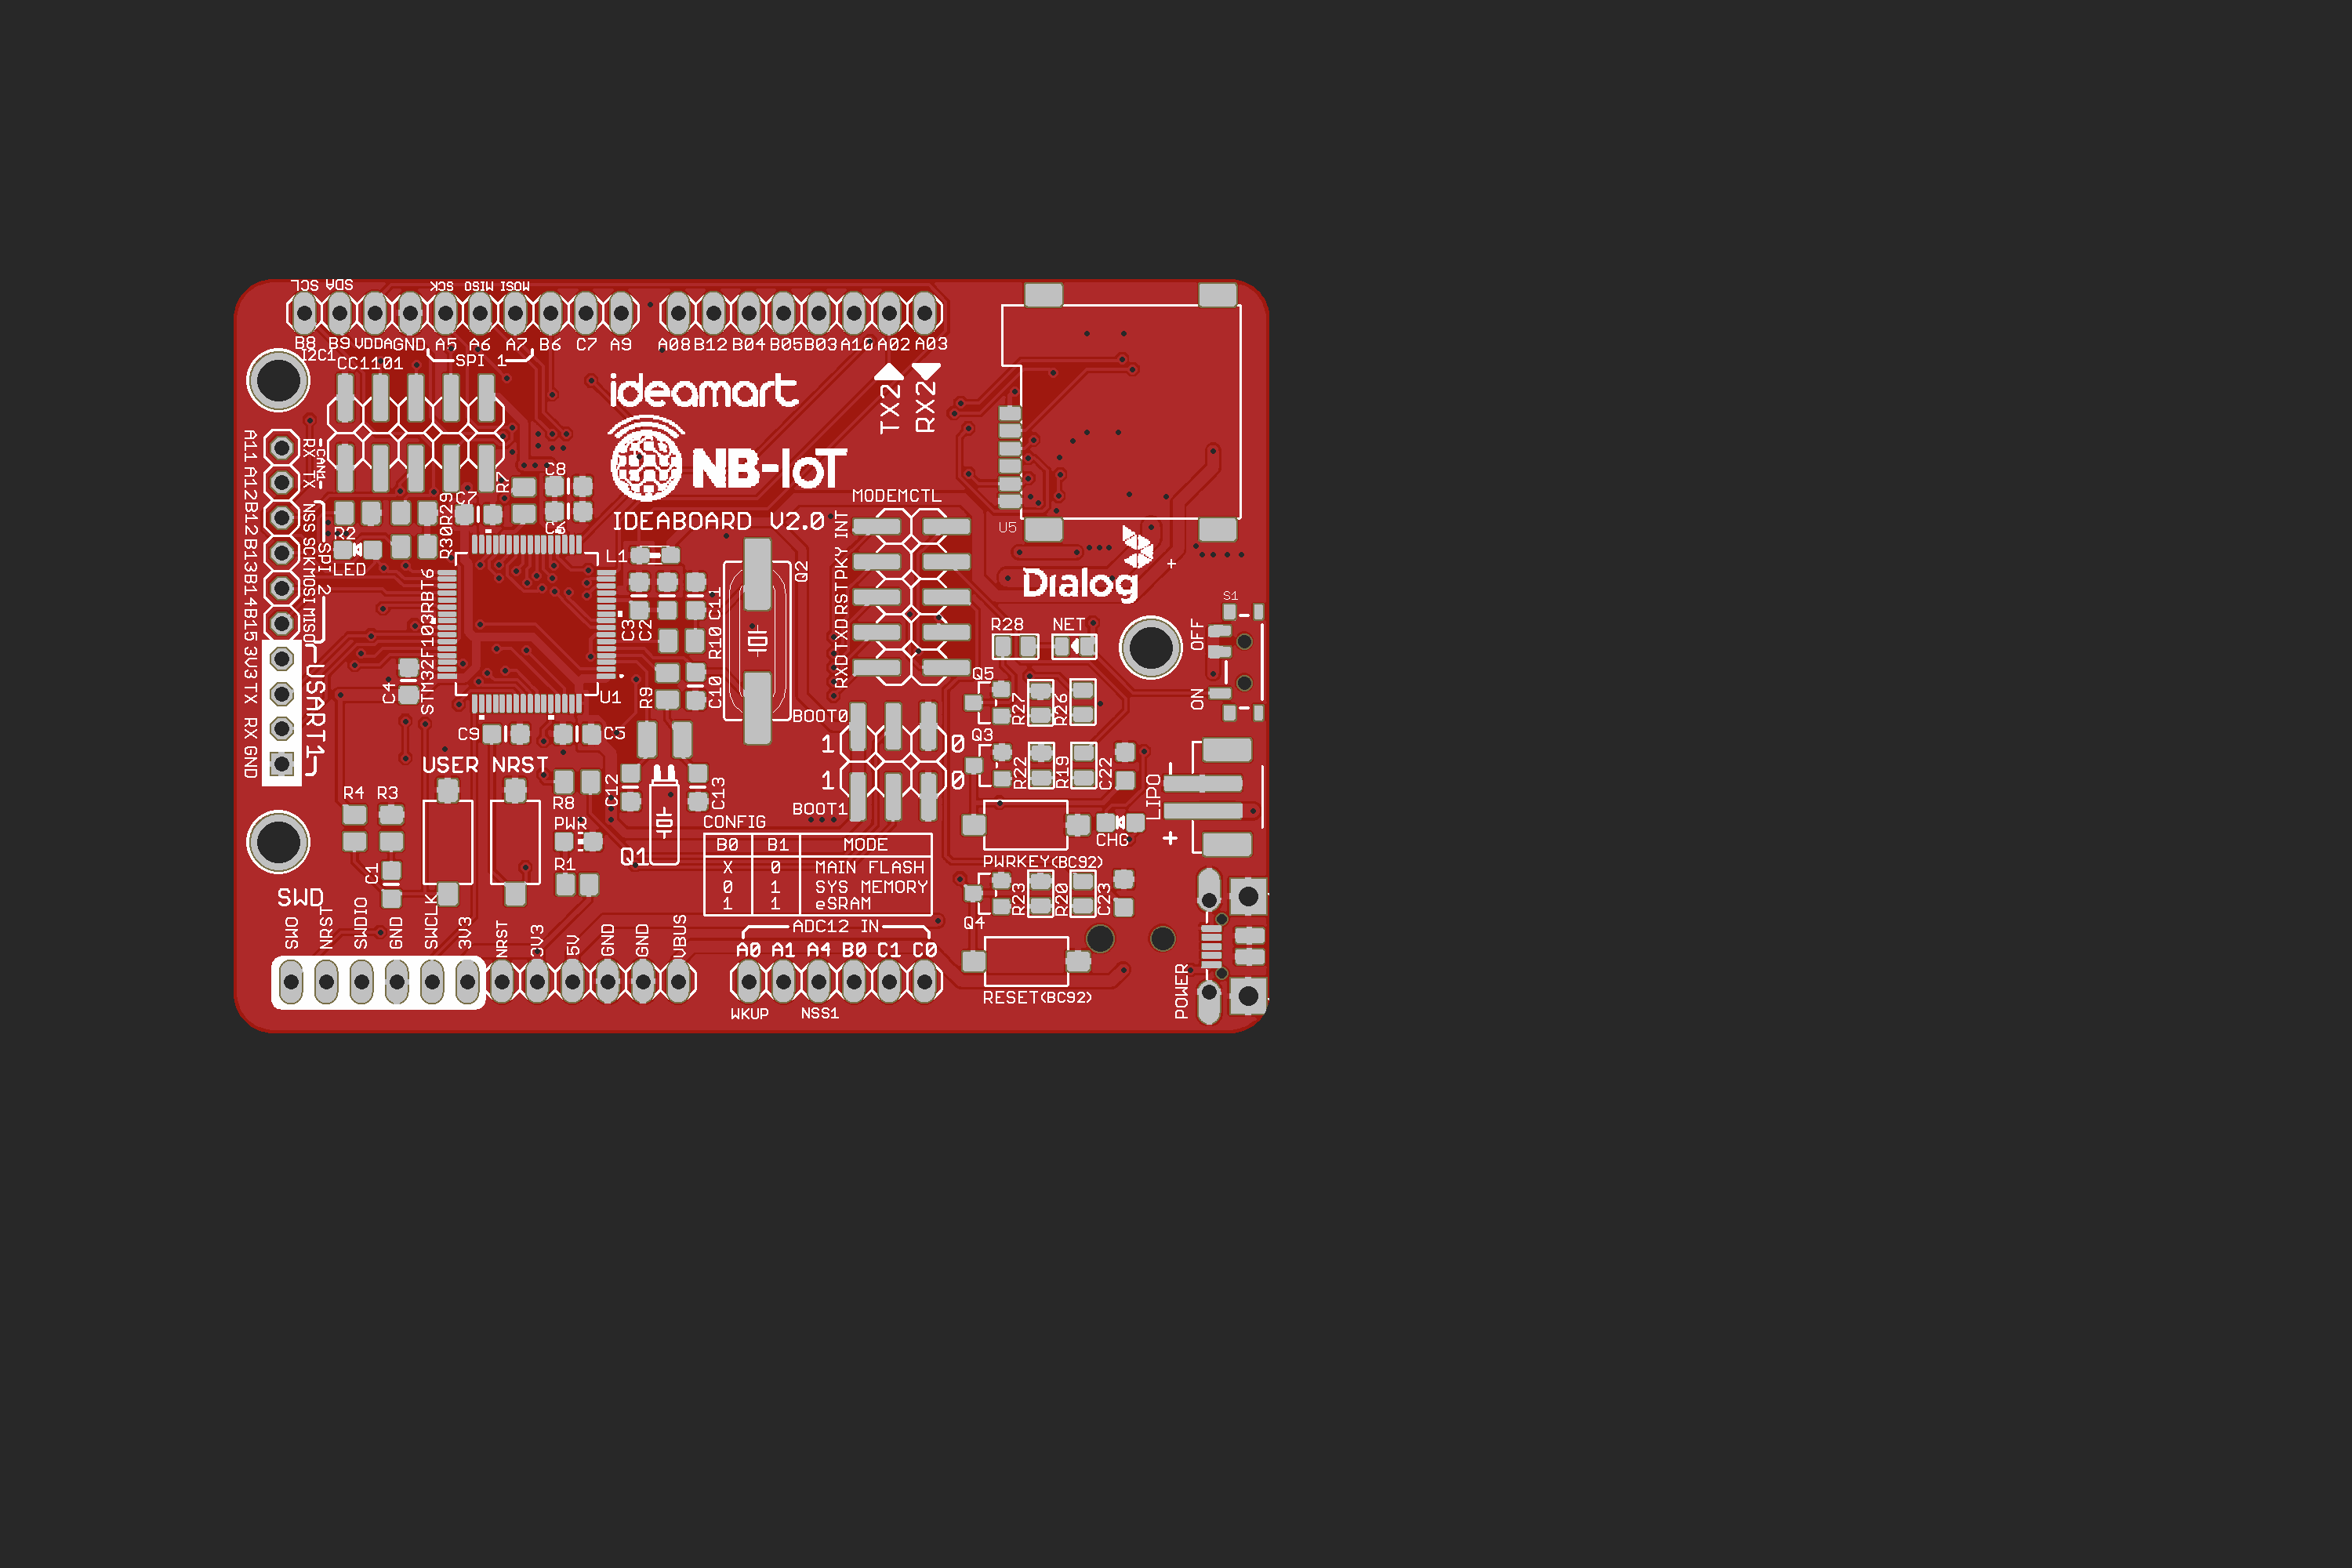 SCL SDA SCK MISO MOSI
B8 B9 VDDA GND A5 A6 A7 B6 C7 A9 A08 B12 B04 B05 B03 A10 A02 A03
I2C1
SPI 1
CC1101
ideamart
TX2 RX2
NB-IoT
IDEABOARD V2.0
A11 A12 B12 B13 B14 B15 3V3 TX RX GND
RX TX NSS SCK MOSI MISO
CAN1
SPI 2
USART1
C8
R7
C7
R29
R30
C6
R2
LED
STM32F103RBT6
L1
U1
C3
C2
C11
R10
R9
C10
Q2
C4
C9
C5
MODEMCTL
INT
PKY
RST
TXD
RXD
U5
Dialog
+
S1
OFF
ON
R28
NET
Q5
R27
R26
BOOT0
1 0
1 0
BOOT1
Q3
R22
R19
C22
LIPO
- +
CHG
PWRKEY(BC92)
USER NRST
R4 R3
C1
R8
PWR
R1
C12
C13
Q1
CONFIG
B0 B1 MODE
X 0 MAIN FLASH
0 1 SYS MEMORY
1 1 eSRAM
R23
R20
C23
Q4
RESET(BC92)
POWER
SWD
OMS NRST SWDIO GND SWCLK 3V3 NRST 3V3 5V GND GND VBUS
ADC12 IN
A0 A1 A4 B0 C1 C0
WKUP NSS1